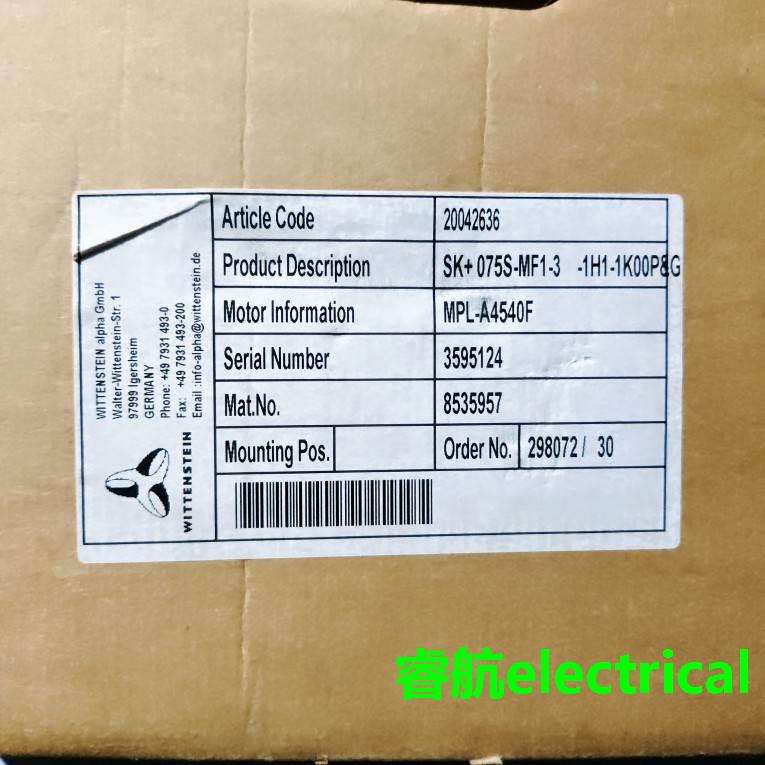 WITTENSTEIN alpha GmbH
Walter-Wittenstein-Str. 1
97999 Igersheim
GERMANY
Phone: +49 7931 493-0
Fax: +49 7931 493-200
Email :info-alpha@wittenstein.de
WITTENSTEIN
Article Code 20042636
Product Description SK+ 075S-MF1-3 -1H1-1K00P&G
Motor Information MPL-A4540F
Serial Number 3595124
Mat.No. 8535957
Mounting Pos. Order No. 298072 / 30
睿航electrical